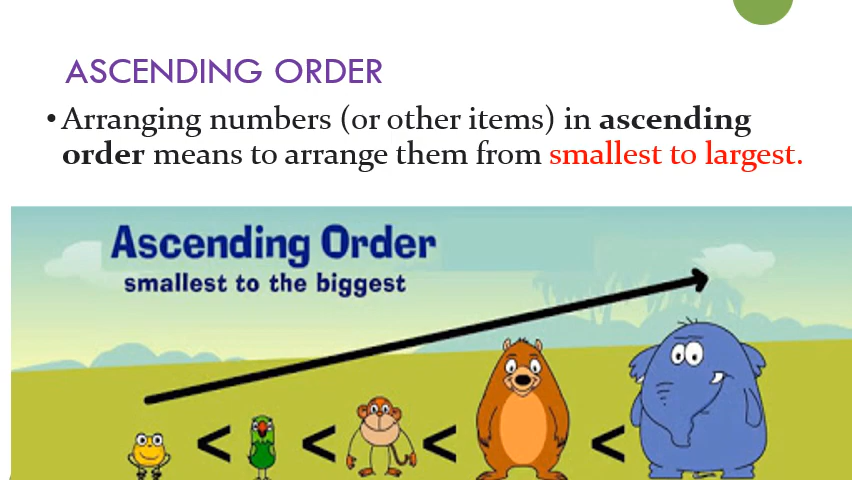 ASCENDING ORDER
• Arranging numbers (or other items) in ascending
order means to arrange them from smallest to largest.
Ascending Order
smallest to the biggest
< < < <